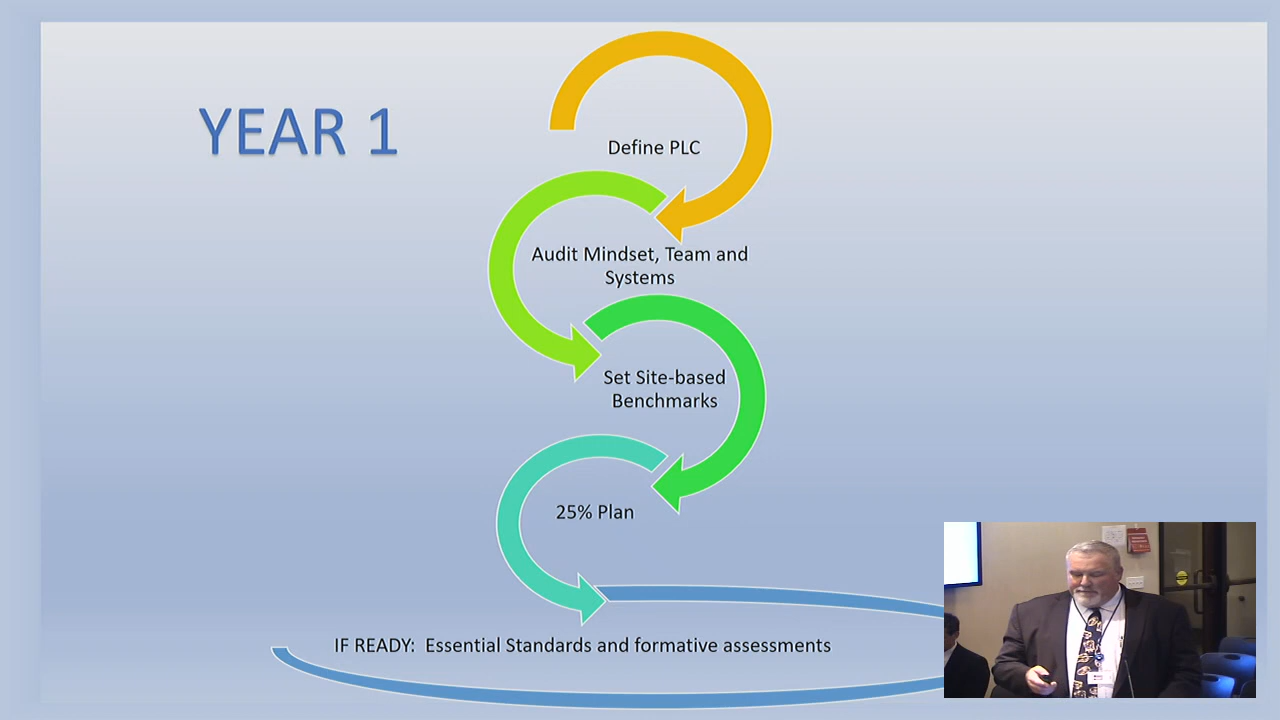 YEAR 1
Define PLC
Audit Mindset, Team and
Systems
Set Site-based
Benchmarks
25% Plan
IF READY:  Essential Standards and formative assessments